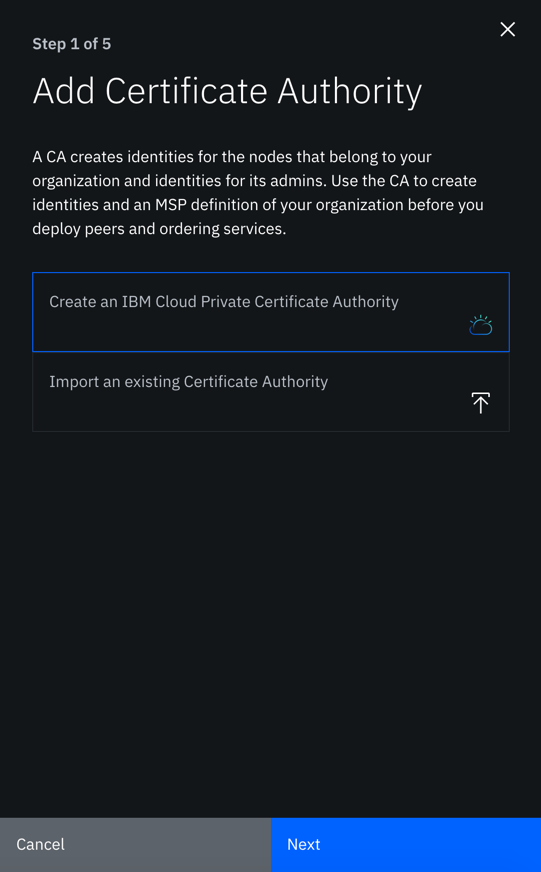 Step 1 of 5
Add Certificate Authority
A CA creates identities for the nodes that belong to your
organization and identities for its admins. Use the CA to create
identities and an MSP definition of your organization before you
deploy peers and ordering services.
Create an IBM Cloud Private Certificate Authority
Import an existing Certificate Authority
Cancel
Next